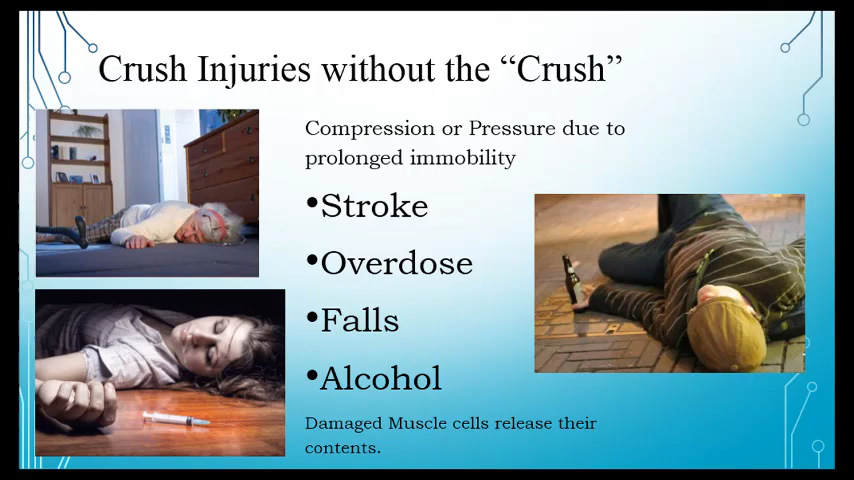 Crush Injuries without the “Crush”
Compression or Pressure due to
prolonged immobility
•Stroke
•Overdose
•Falls
•Alcohol
Damaged Muscle cells release their
contents.